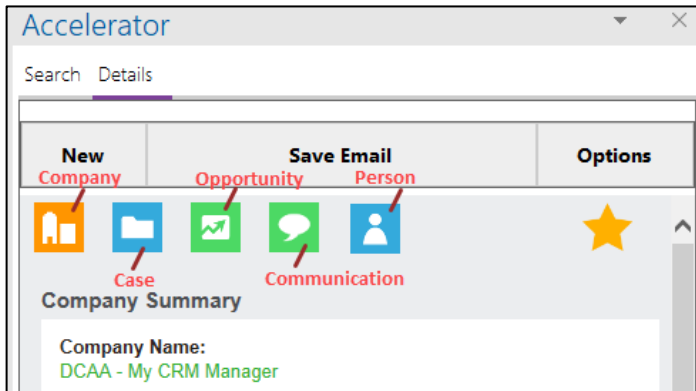 Accelerator
Search Details
New Save Email Options
Company Opportunity Person
Case Communication
Company Summary
Company Name:
DCAA - My CRM Manager